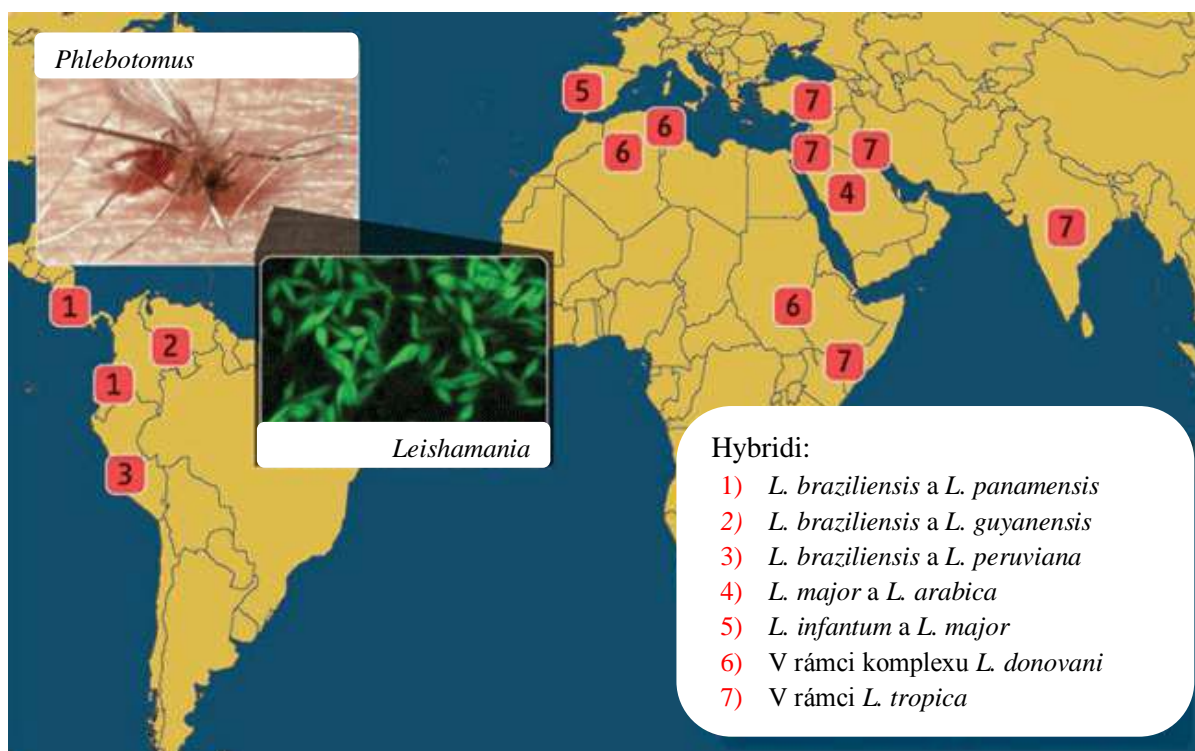 Phlebotomus
5
7
6
6
7
7
4
7
1
6
2
7
1
Leishamania
3
Hybridi:
1) L. braziliensis a L. panamensis
2) L. braziliensis a L. guyanensis
3) L. braziliensis a L. peruviana
4) L. major a L. arabica
5) L. infantum a L. major
6) V rámci komplexu L. donovani
7) V rámci L. tropica